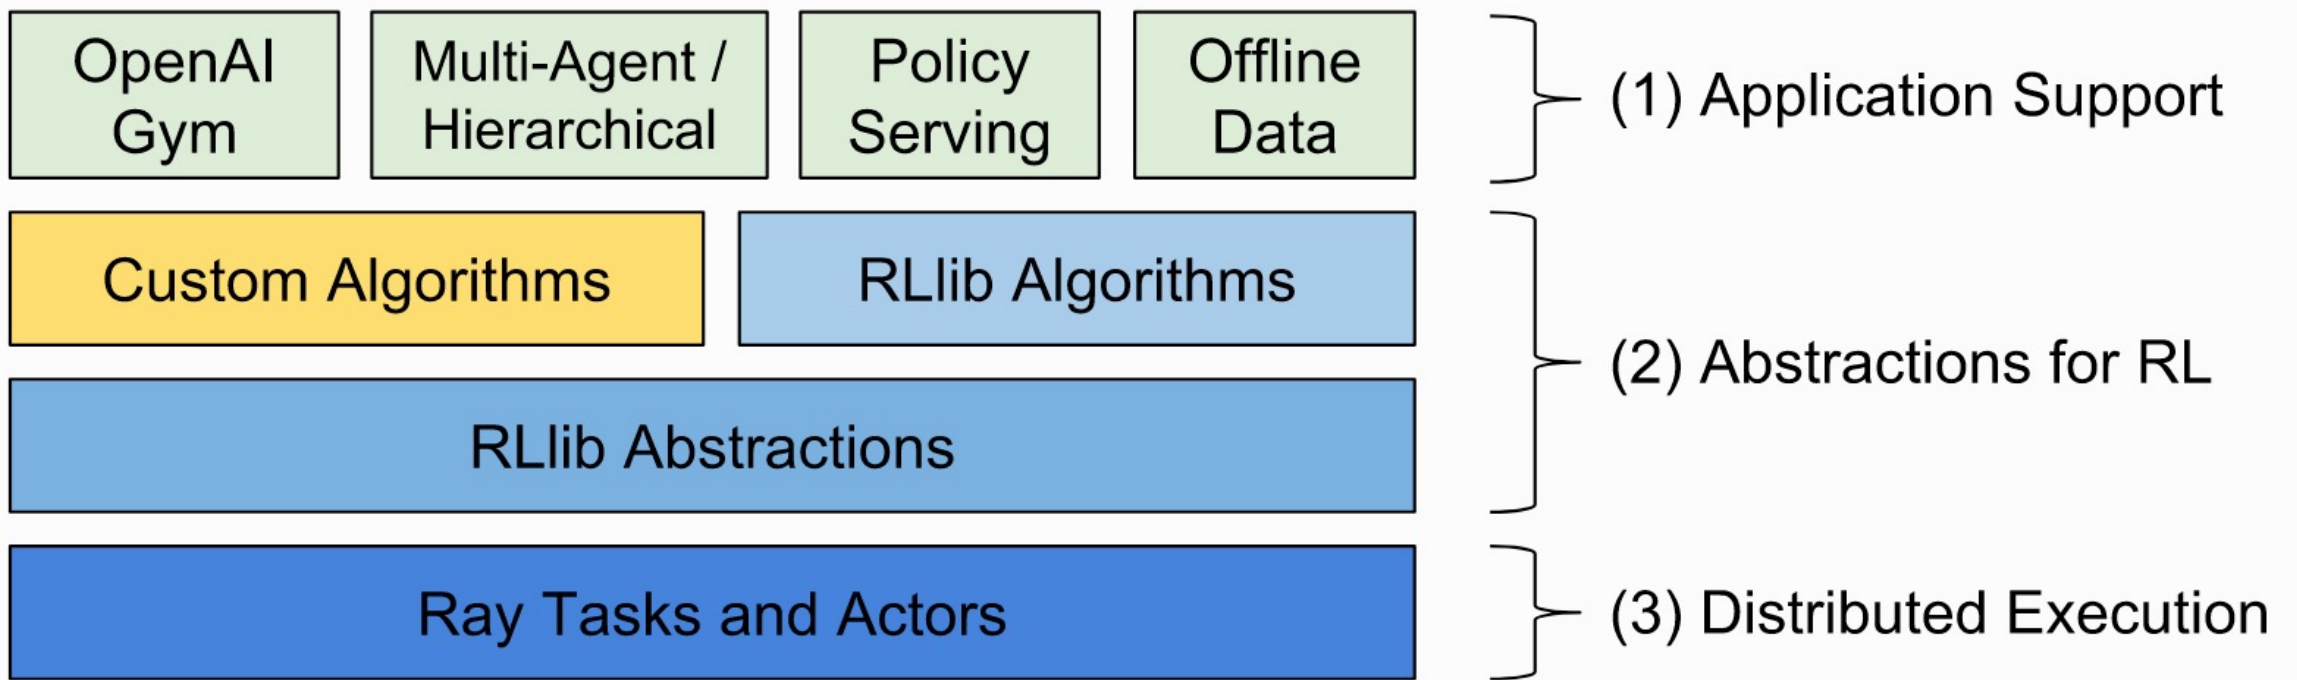 OpenAI
Gym
Multi-Agent /
Hierarchical
Policy
Serving
Offline
Data
(1) Application Support
Custom Algorithms
RLlib Algorithms
(2) Abstractions for RL
RLlib Abstractions
Ray Tasks and Actors
(3) Distributed Execution